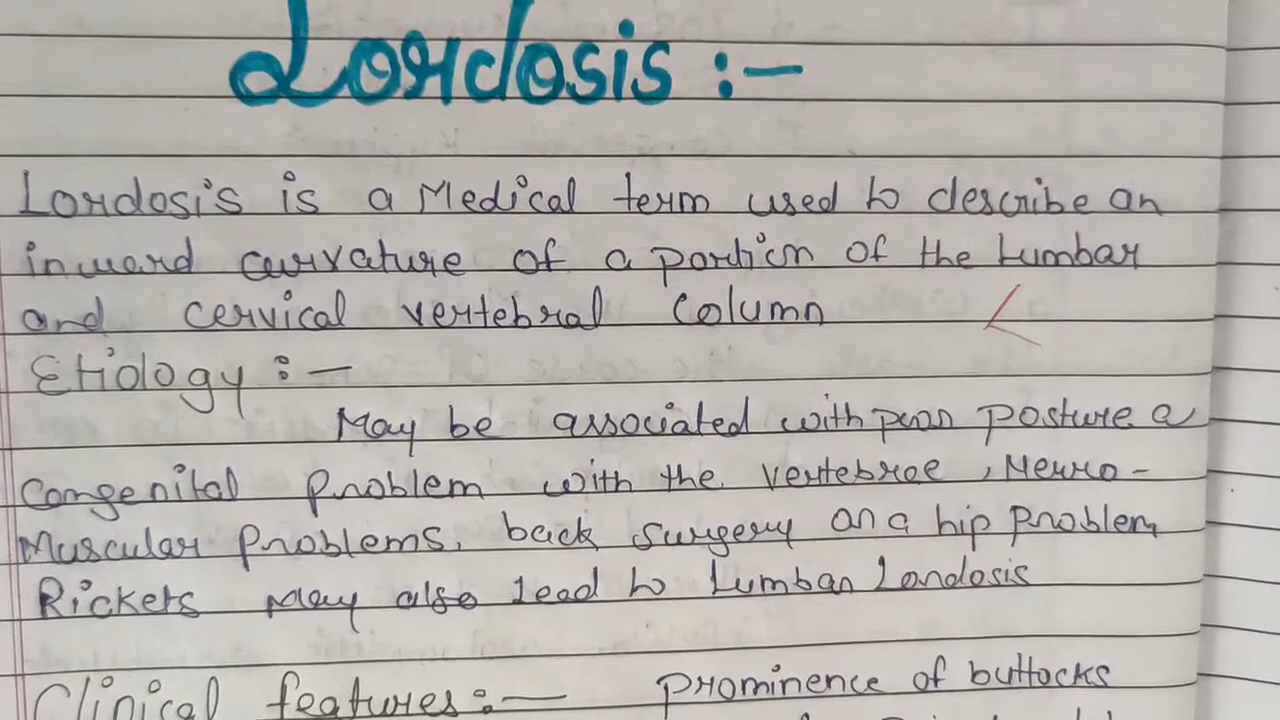 Lordosis :-
Lordosis is a Medical term used to describe an
inward curvature of a portion of the Lumbar
and cervical vertebral column
Etiology :-
May be associated with poor posture a
Congenital Problem with the vertebrae, Neuro-
Muscular Problems, back surgery or a hip Problem
Rickets May also Lead to Lumbar Lordosis
Clinical features :- Prominence of buttocks